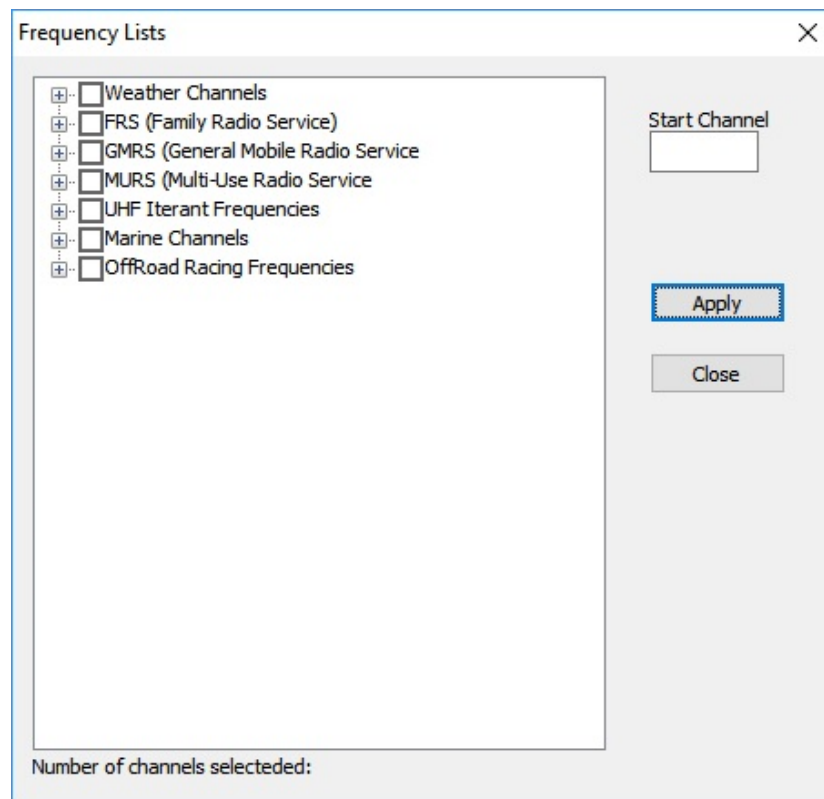 Frequency Lists
Weather Channels
FRS (Family Radio Service)
GMRS (General Mobile Radio Service
MURS (Multi-Use Radio Service
UHF Iterant Frequencies
Marine Channels
OffRoad Racing Frequencies
Start Channel
Apply
Close
Number of channels selecteded: